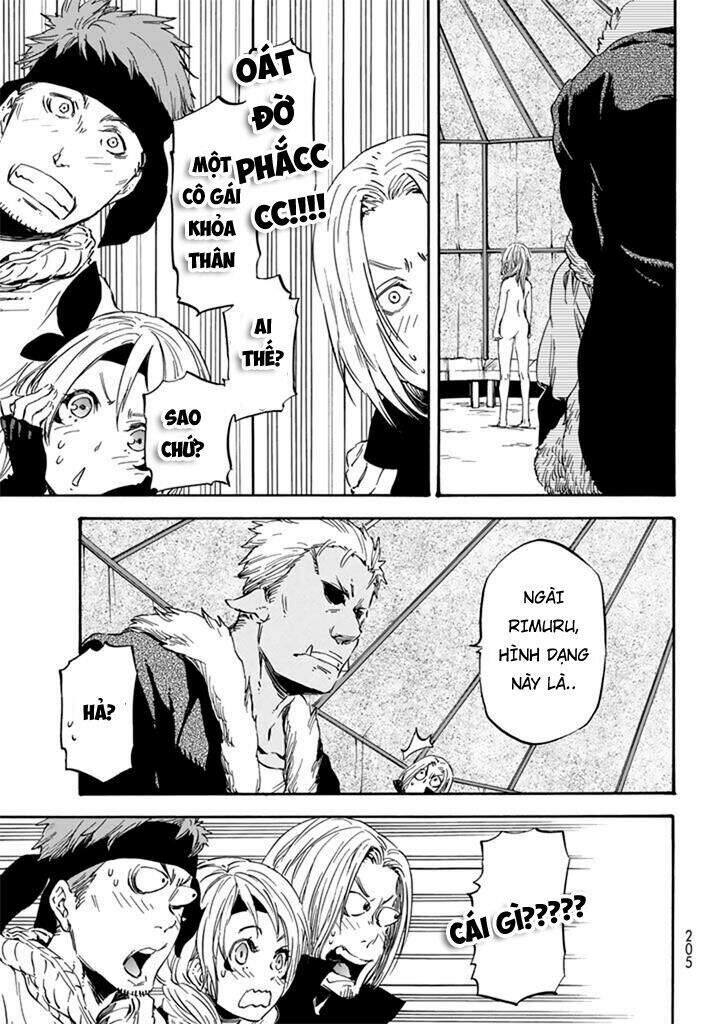 OÁT
ĐỜ
PHẮCC
CC!!!!
MỘT
CÔ GÁI
KHỎA
THÂN
AI
THẾ?
SAO
CHỨ?
NGÀI
RIMURU,
HÌNH DẠNG
NÀY LÀ..
HẢ?
CÁI GÌ?????
205